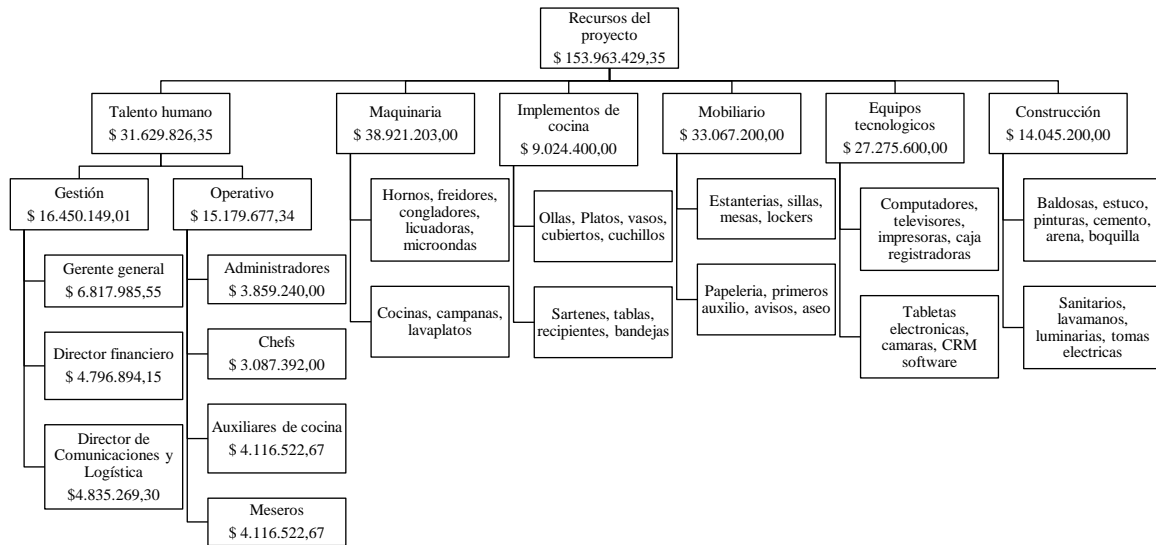 Recursos del
proyecto
$ 153.963.429,35
Talento humano
$ 31.629.826,35
Maquinaria
$ 38.921.203,00
Implementos de
cocina
$ 9.024.400,00
Mobiliario
$ 33.067.200,00
Equipos
tecnologicos
$ 27.275.600,00
Construcción
$ 14.045.200,00
Gestión
$ 16.450.149,01
Gerente general
$ 6.817.985,55
Director financiero
$ 4.796.894,15
Director de
Comunicaciones y
Logística
$4.835.269,30
Operativo
$ 15.179.677,34
Administradores
$ 3.859.240,00
Chefs
$ 3.087.392,00
Auxiliares de cocina
$ 4.116.522,67
Meseros
$ 4.116.522,67
Hornos, freidores,
congladores,
licuadoras,
microondas
Cocinas, campanas,
lavaplatos
Ollas, Platos, vasos,
cubiertos, cuchillos
Sartenes, tablas,
recipientes, bandejas
Estanterias, sillas,
mesas, lockers
Papeleria, primeros
auxilio, avisos, aseo
Computadores,
televisores,
impresoras, caja
registradoras
Tabletas
electronicas,
camaras, CRM
software
Baldosas, estuco,
pinturas, cemento,
arena, boquilla
Sanitarios,
lavamanos,
luminarias, tomas
electricas